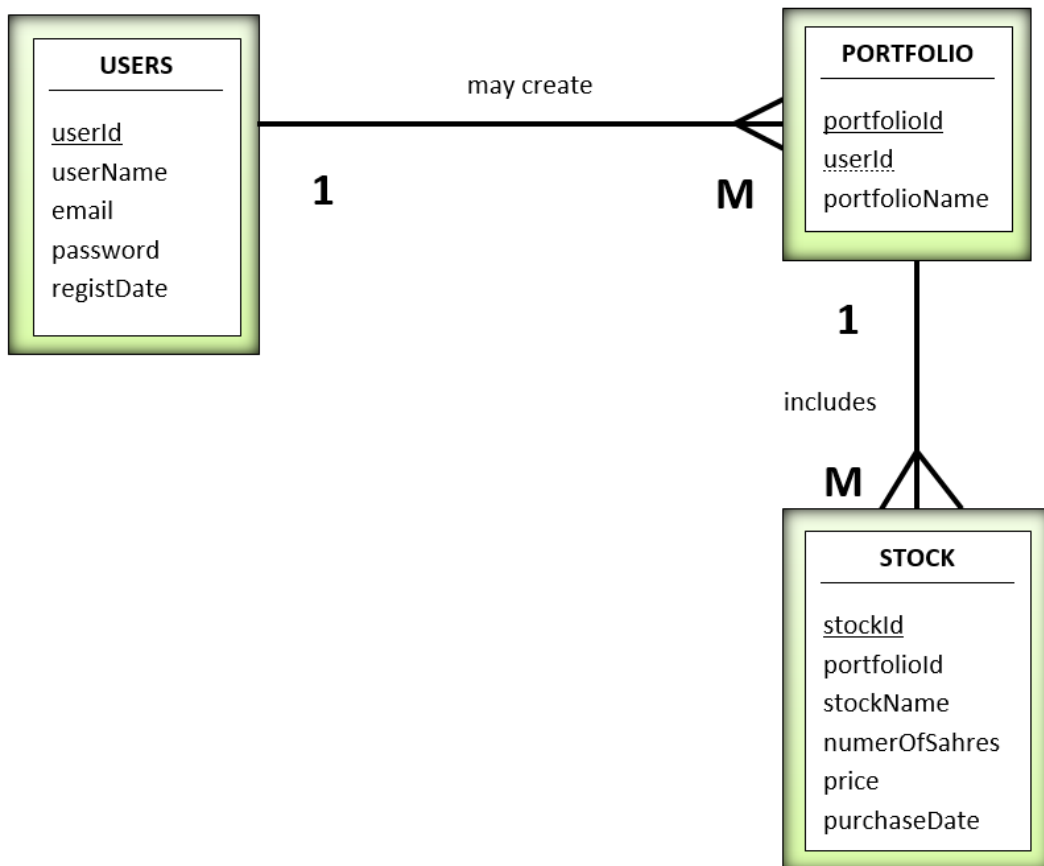 USERS
userId
userName
email
password
registDate
may create
1
M
PORTFOLIO
portfolioId
userId
portfolioName
1
includes
M
STOCK
stockId
portfolioId
stockName
numerOfSahres
price
purchaseDate